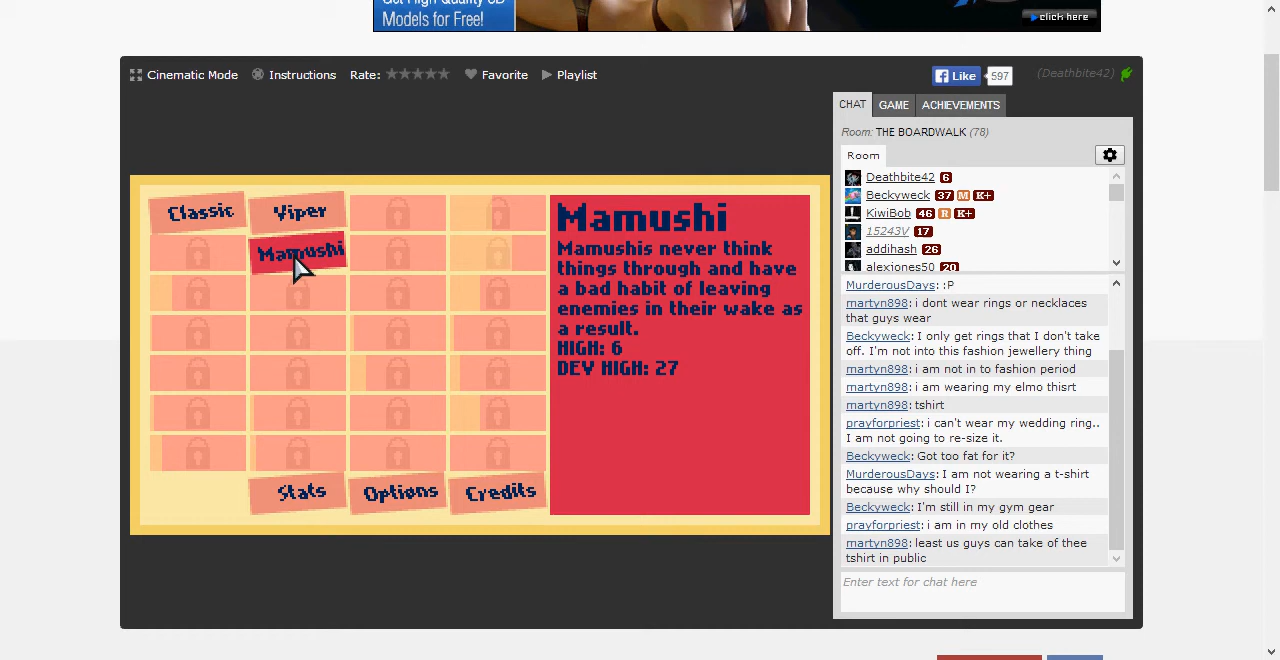 Get High Quality 3D
Models for Free!
click here
Cinematic Mode Instructions Rate: Favorite Playlist
Like 597 (Deathbite42)
CHAT GAME ACHIEVEMENTS
Room: THE BOARDWALK (78)
Room
Deathbite42 6
Beckyweck 37 M K+
KiwiBob 46 R K+
15243V 17
addihash 26
alexjones50 20
MurderousDays: :P
martyn898: i dont wear rings or necklaces
that guys wear
Beckyweck: I only get rings that I don't take
off. I'm not into this fashion jewellery thing
martyn898: i am not in to fashion period
martyn898: i am wearing my elmo thisrt
martyn898: tshirt
prayforpriest: i can't wear my wedding ring..
I am not going to re-size it.
Beckyweck: Got too fat for it?
MurderousDays: I am not wearing a t-shirt
because why should I?
Beckyweck: I'm still in my gym gear
prayforpriest: i am in my old clothes
martyn898: least us guys can take of thee
tshirt in public
Enter text for chat here
Classic Viper
Mamushi
Stats Options Credits
Mamushi
Mamushis never think
things through and have
a bad habit of leaving
enemies in their wake as
a result.
HIGH: 6
DEV HIGH: 27